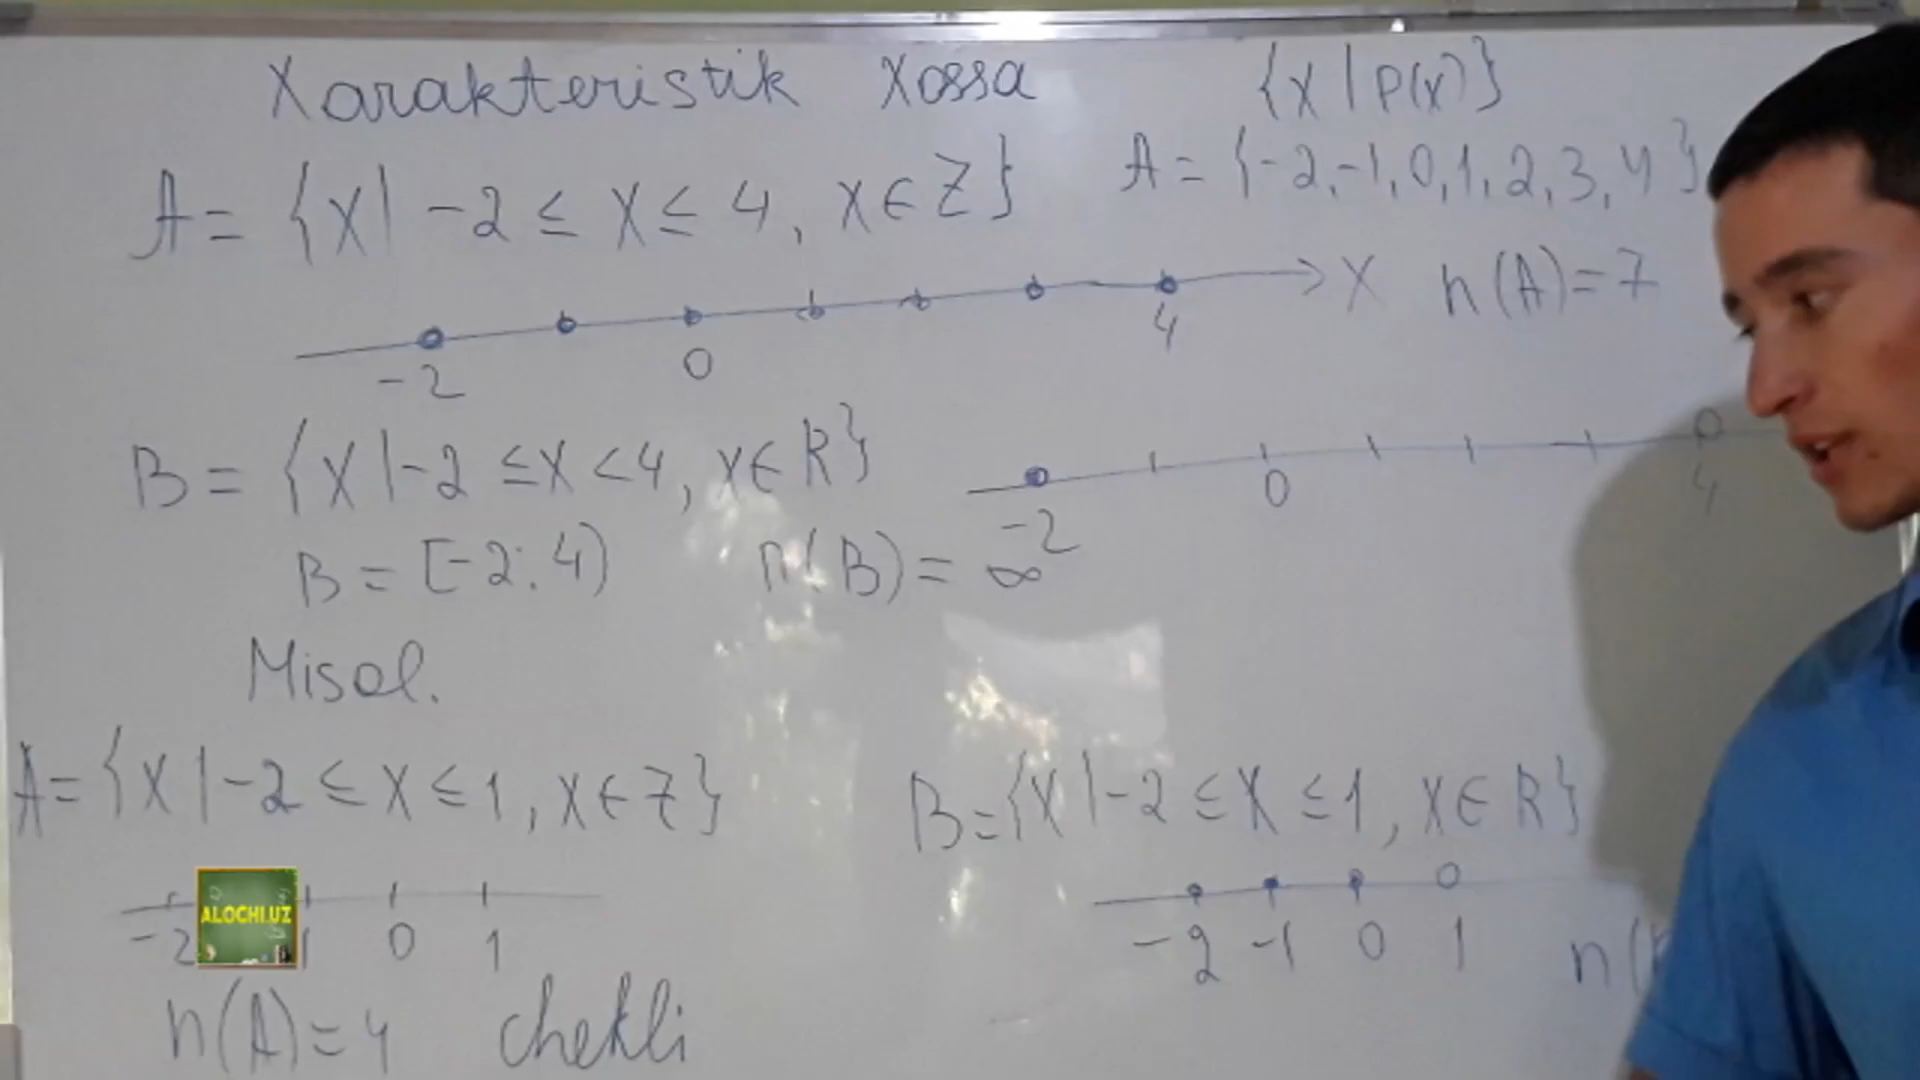 Xarakteristik Xossa {x | P(x)}
A = {x | -2 ≤ x ≤ 4, x ∈ Z} A = {-2, -1, 0, 1, 2, 3, 4}
x n(A) = 7
-2 0 4
B = {x | -2 ≤ x < 4, x ∈ R}
-2 0 4
B = [-2; 4) n(B) = ∞
Misol.
A = {x | -2 ≤ x ≤ 1, x ∈ Z} B = {x | -2 ≤ x ≤ 1, x ∈ R}
ALOCHI.UZ
-2 0 1 -2 -1 0 1 n(
n(A) = 4 chekli